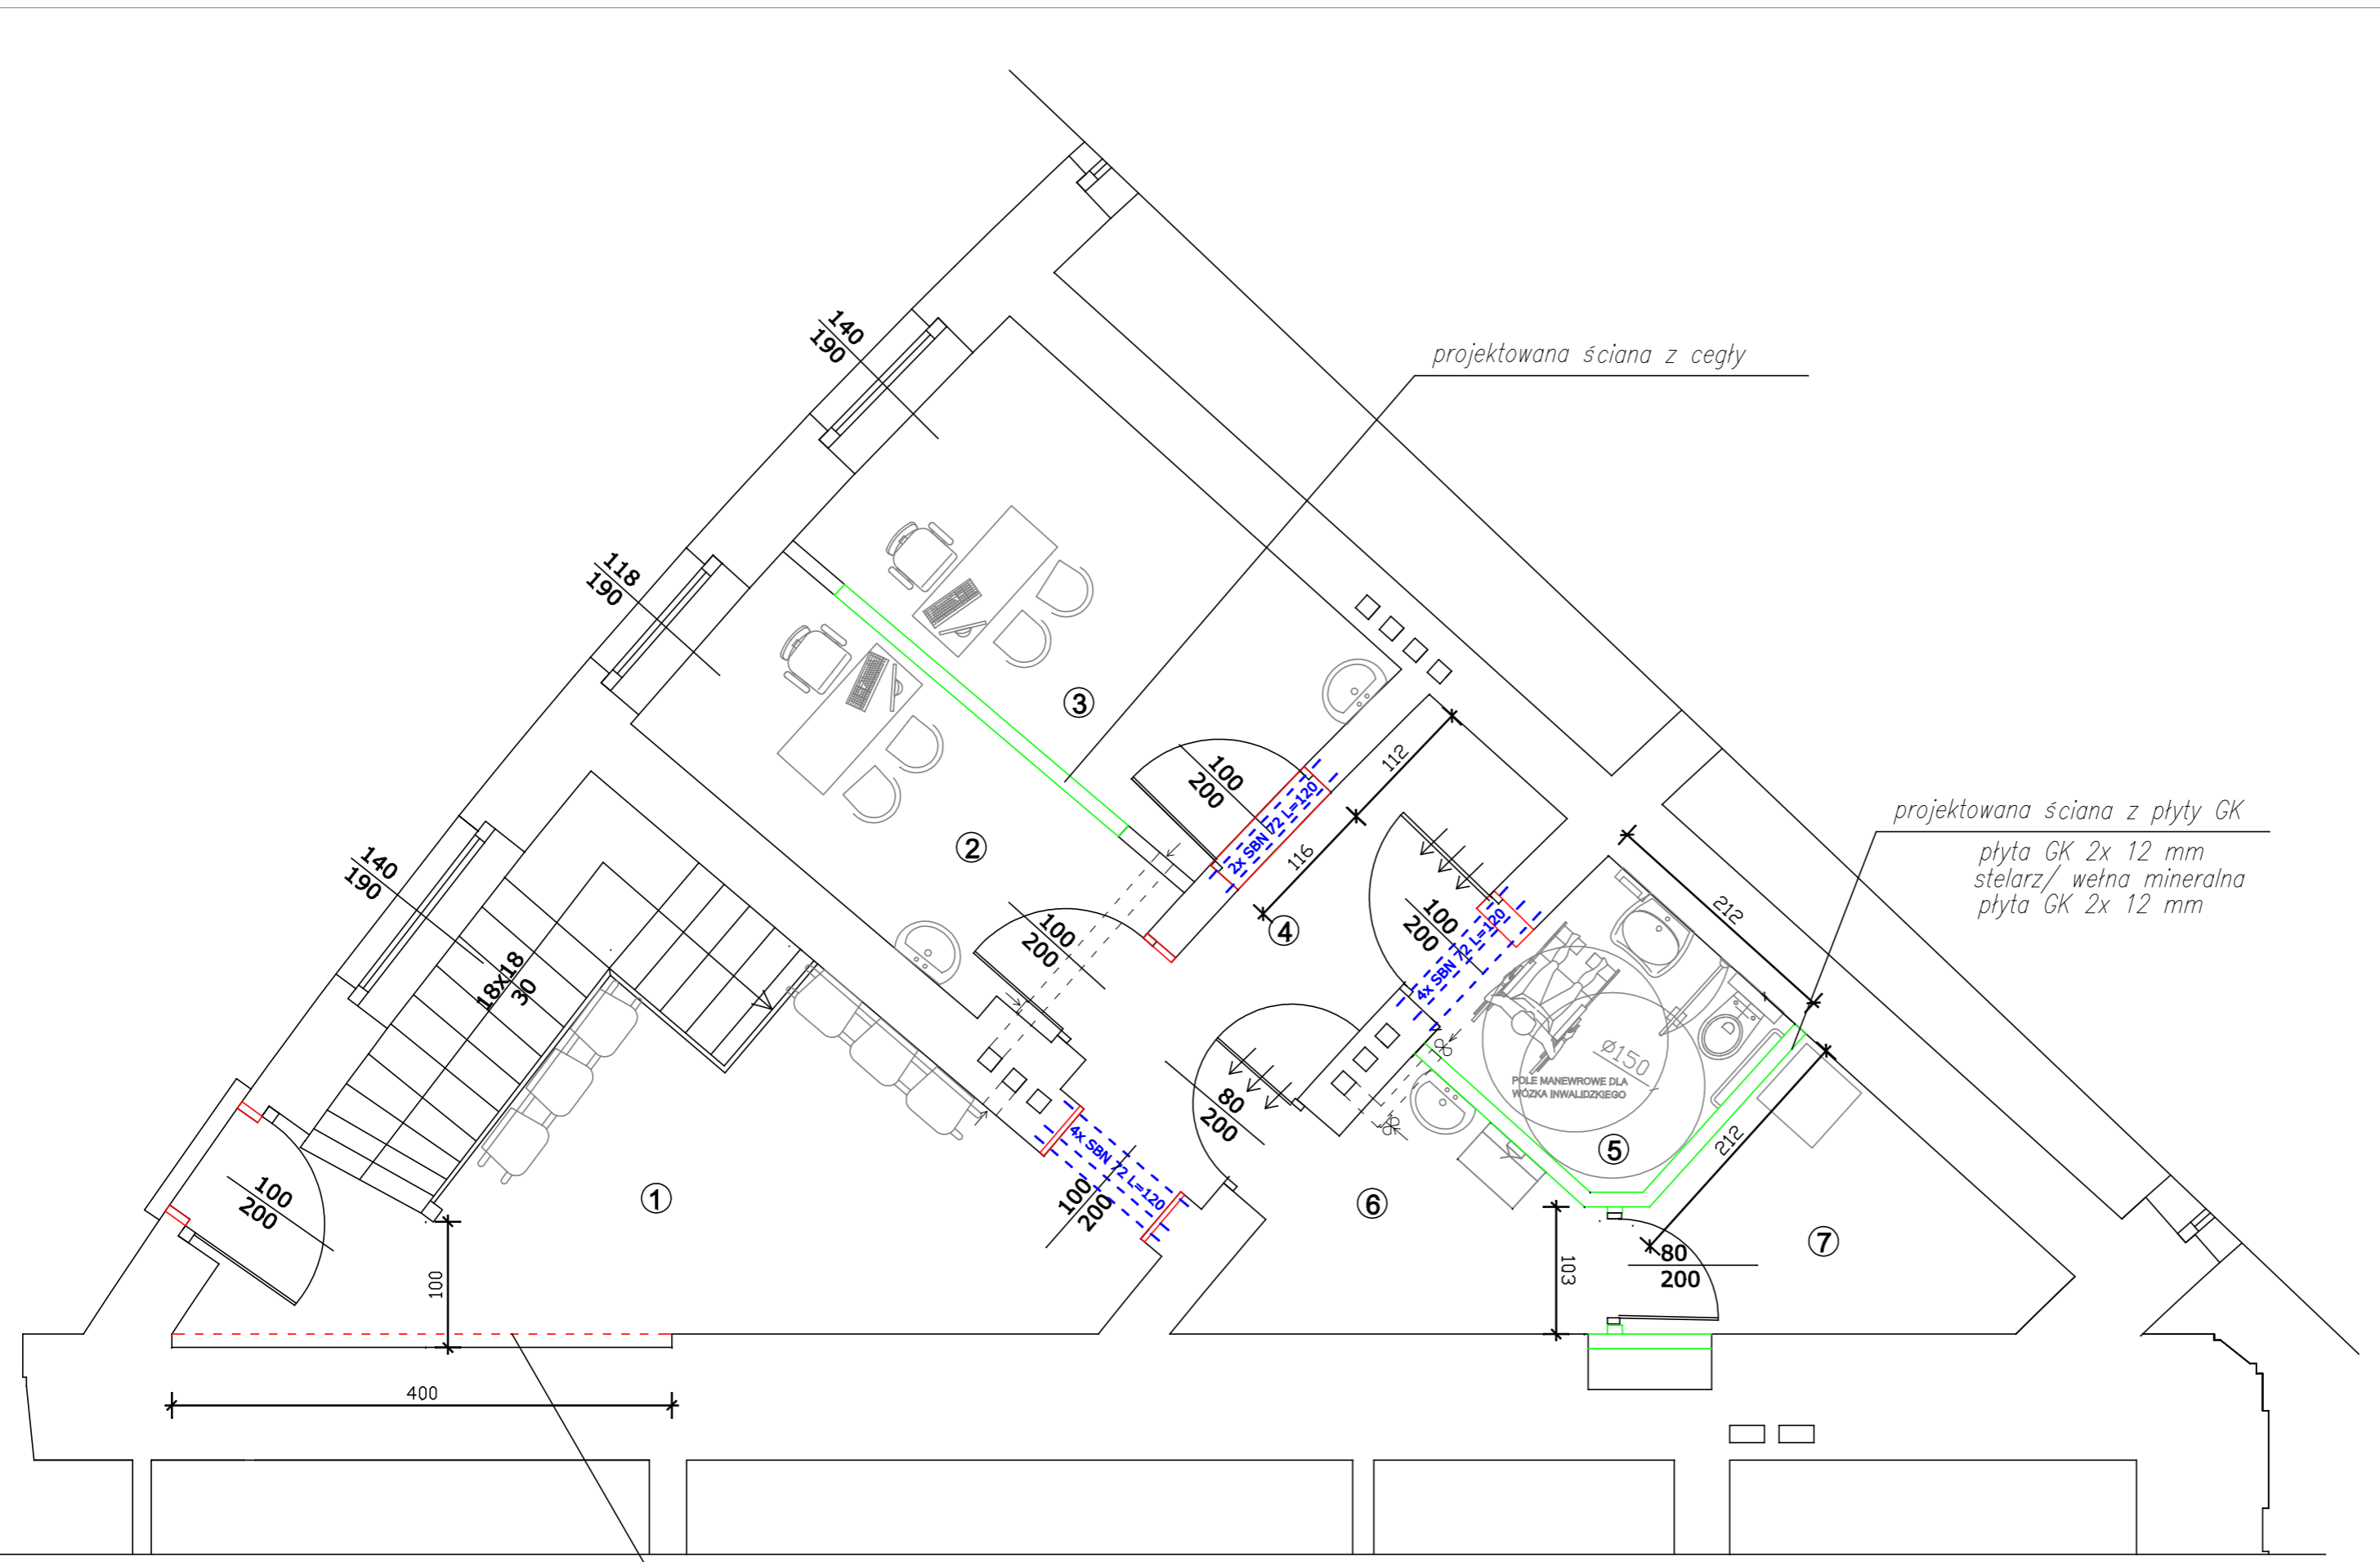 140
190
projektowana ściana z cegły
118
190
projektowana ściana z płyty GK
płyta GK 2x 12 mm
stelarz/ wełna mineralna
płyta GK 2x 12 mm
3
112
100
200
2x SBN 72 L=120
2
116
140
190
212
4
100
200
4x SBN 72 L=120
100
200
18x18
30
Ø150
POLE MANEWROWE DLA
WÓZKA INWALIDZKIEGO
80
200
4x SBN 72 L=120
100
200
5
212
1
6
100
200
7
80
200
103
100
400